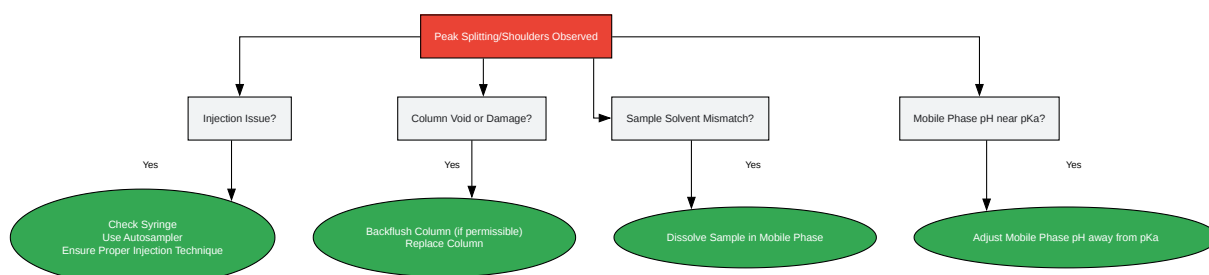 Peak Splitting/Shoulders Observed
Injection Issue?
Column Void or Damage?
Sample Solvent Mismatch?
Mobile Phase pH near pKa?
Yes
Yes
Yes
Yes
Check Syringe
Use Autosampler
Ensure Proper Injection Technique
Backflush Column (if permissible)
Replace Column
Dissolve Sample in Mobile Phase
Adjust Mobile Phase pH away from pKa